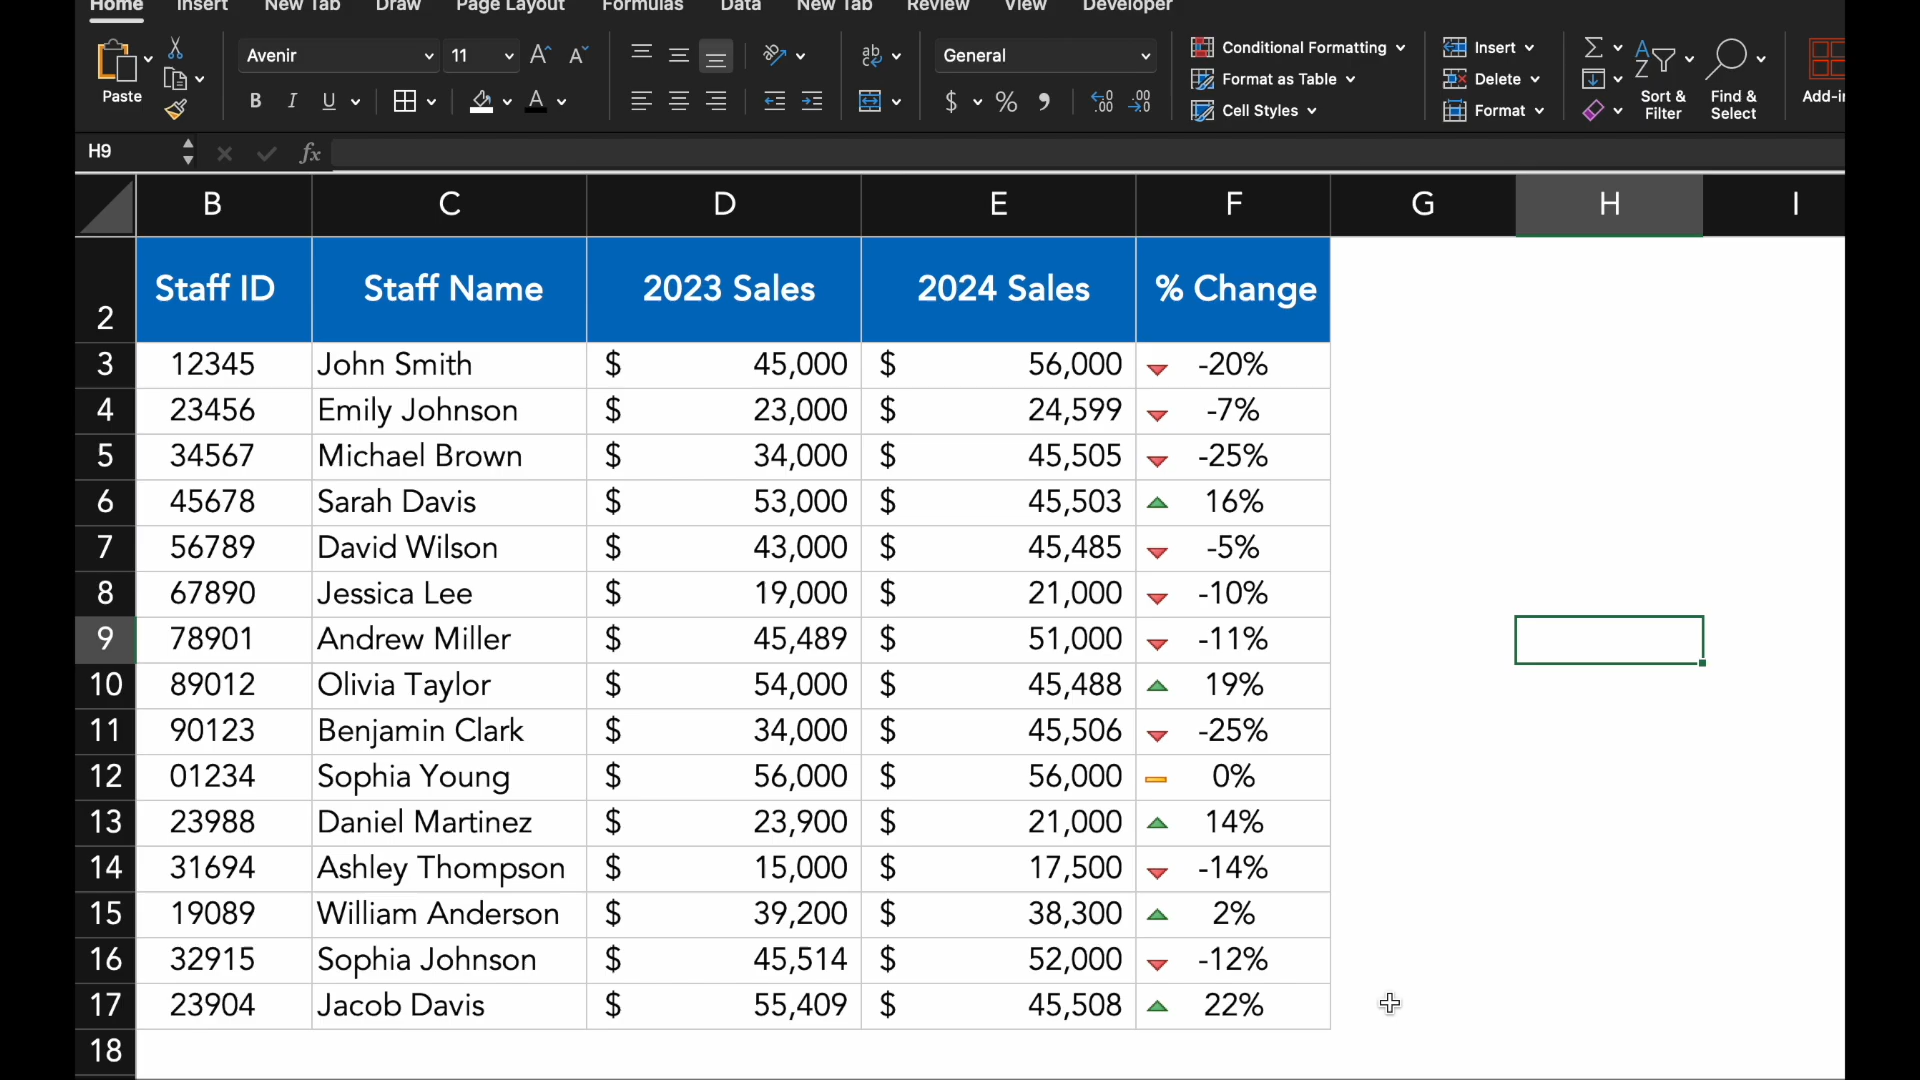 Home Insert New Tab Draw Page Layout Formulas Data New Tab Review View Developer
Paste
Avenir 11
B I U A
ab
General
$ % , .00 .00
Conditional Formatting
Format as Table
Cell Styles
Insert
Delete
Format
Sort & Filter
Find & Select
H9 fx
B C D E F G H I
2 Staff ID Staff Name 2023 Sales 2024 Sales % Change
3 12345 John Smith $ 45,000 $ 56,000 -20%
4 23456 Emily Johnson $ 23,000 $ 24,599 -7%
5 34567 Michael Brown $ 34,000 $ 45,505 -25%
6 45678 Sarah Davis $ 53,000 $ 45,503 16%
7 56789 David Wilson $ 43,000 $ 45,485 -5%
8 67890 Jessica Lee $ 19,000 $ 21,000 -10%
9 78901 Andrew Miller $ 45,489 $ 51,000 -11%
10 89012 Olivia Taylor $ 54,000 $ 45,488 19%
11 90123 Benjamin Clark $ 34,000 $ 45,506 -25%
12 01234 Sophia Young $ 56,000 $ 56,000 0%
13 23988 Daniel Martinez $ 23,900 $ 21,000 14%
14 31694 Ashley Thompson $ 15,000 $ 17,500 -14%
15 19089 William Anderson $ 39,200 $ 38,300 2%
16 32915 Sophia Johnson $ 45,514 $ 52,000 -12%
17 23904 Jacob Davis $ 55,409 $ 45,508 22%
18